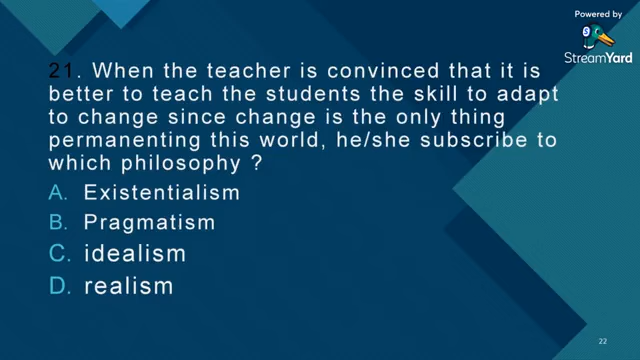 Powered by
StreamYard
21. When the teacher is convinced that it is
better to teach the students the skill to adapt
to change since change is the only thing
permanenting this world, he/she subscribe to
which philosophy ?
A. Existentialism
B. Pragmatism
C. idealism
D. realism
22